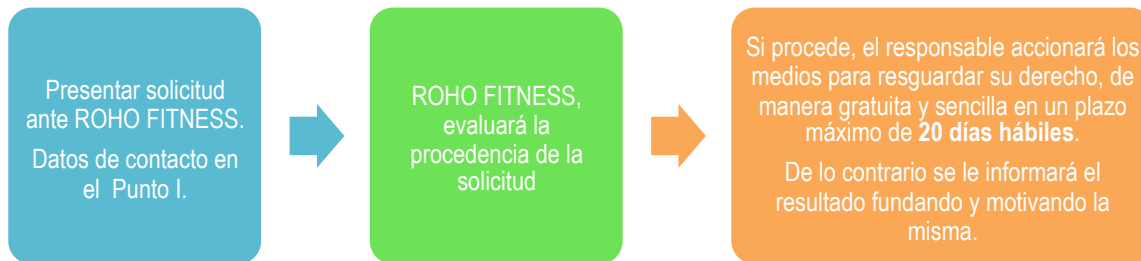 Presentar solicitud
ante ROHO FITNESS.
Datos de contacto en
el Punto I.
ROHO FITNESS,
evaluará la
procedencia de la
solicitud
Si procede, el responsable accionará los
medios para resguardar su derecho, de
manera gratuita y sencilla en un plazo
máximo de 20 días hábiles.
De lo contrario se le informará el
resultado fundando y motivando la
misma.